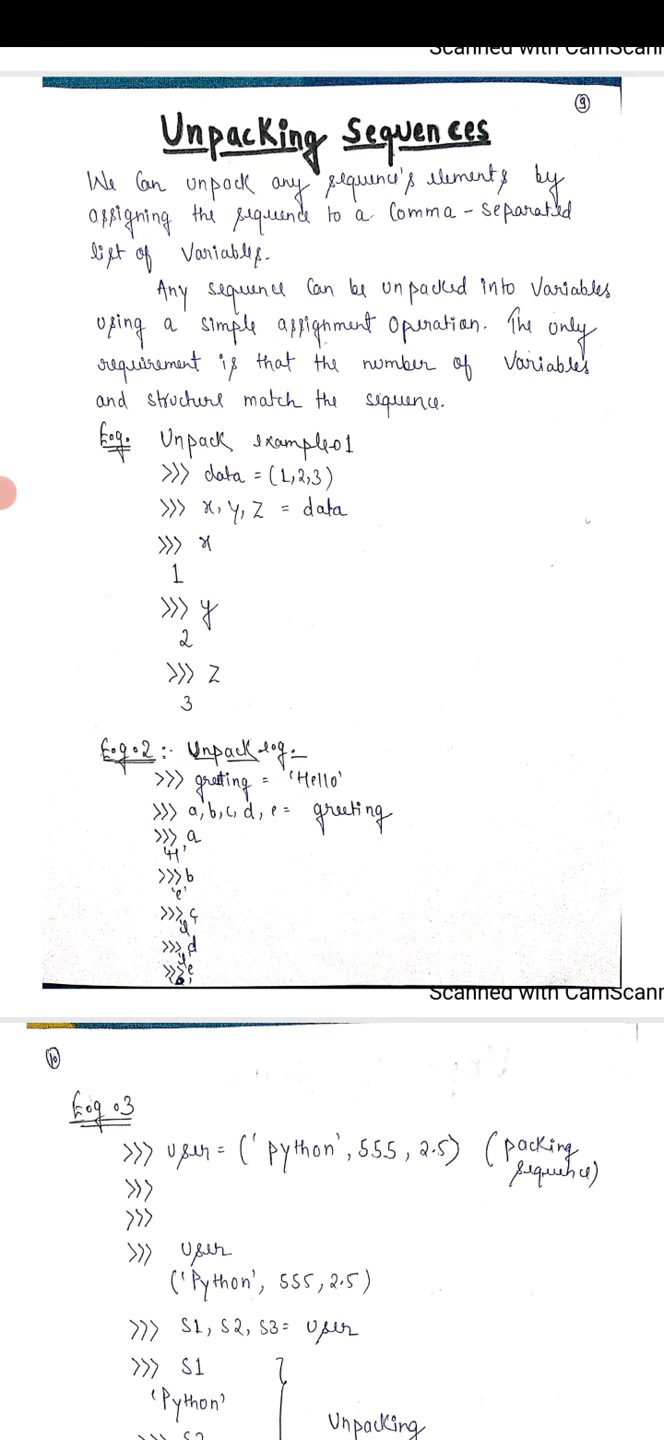 Scanned with CamScann
9
Unpacking Sequences
We Can unpack any sequence's elements by
assigning the sequence to a Comma-separated
list of Variables.
Any sequence Can be unpacked into Variables
using a simple assignment Operation. The only
requirement is that the number of Variables
and structure match the sequence.
E.g. Unpack example01
>>> data = (1,2,3)
>>> x, y, z = data
>>> x
1
>>> y
2
>>> z
3
E.g.2:- Unpack eg:-
>>> greeting = 'Hello'
>>> a, b, c, d, e = greeting
>>> a
'H'
>>> b
'e'
>>> c
>>> d
>>> e
Scanned with CamScann
10
E.g 03
>>> user = ('python', 555, 2.5) (packing
sequence)
>>>
>>>
>>> user
('Python', 555, 2.5)
>>> S1, S2, S3 = user
>>> S1
'Python'
Unpacking
>>> S2